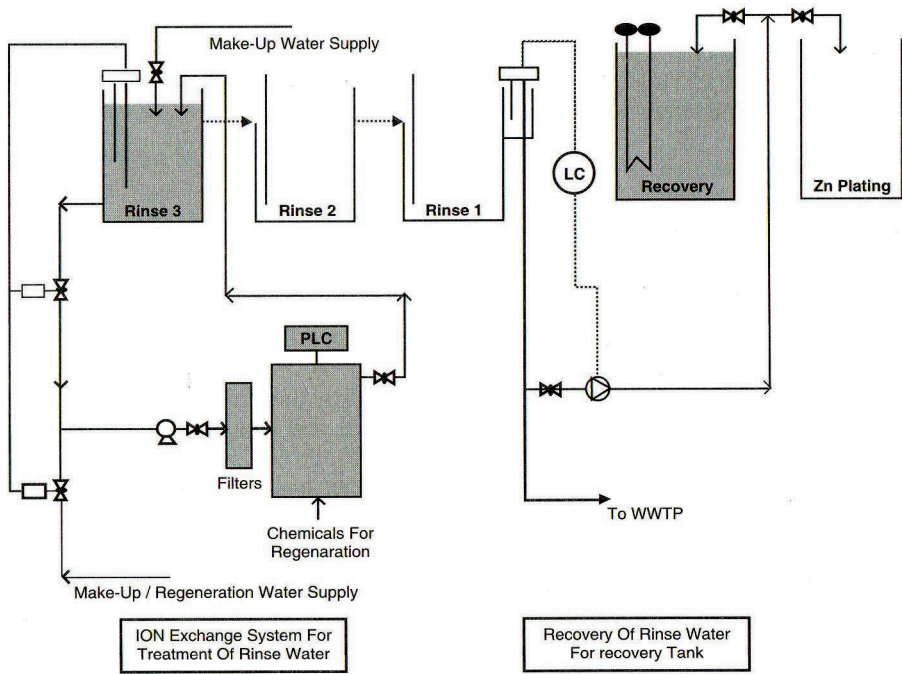 Make-Up Water Supply
Rinse 3
Rinse 2
Rinse 1
LC
Recovery
Zn Plating
PLC
Filters
Chemicals For
Regenaration
To WWTP
Make-Up / Regeneration Water Supply
ION Exchange System For
Treatment Of Rinse Water
Recovery Of Rinse Water
For recovery Tank